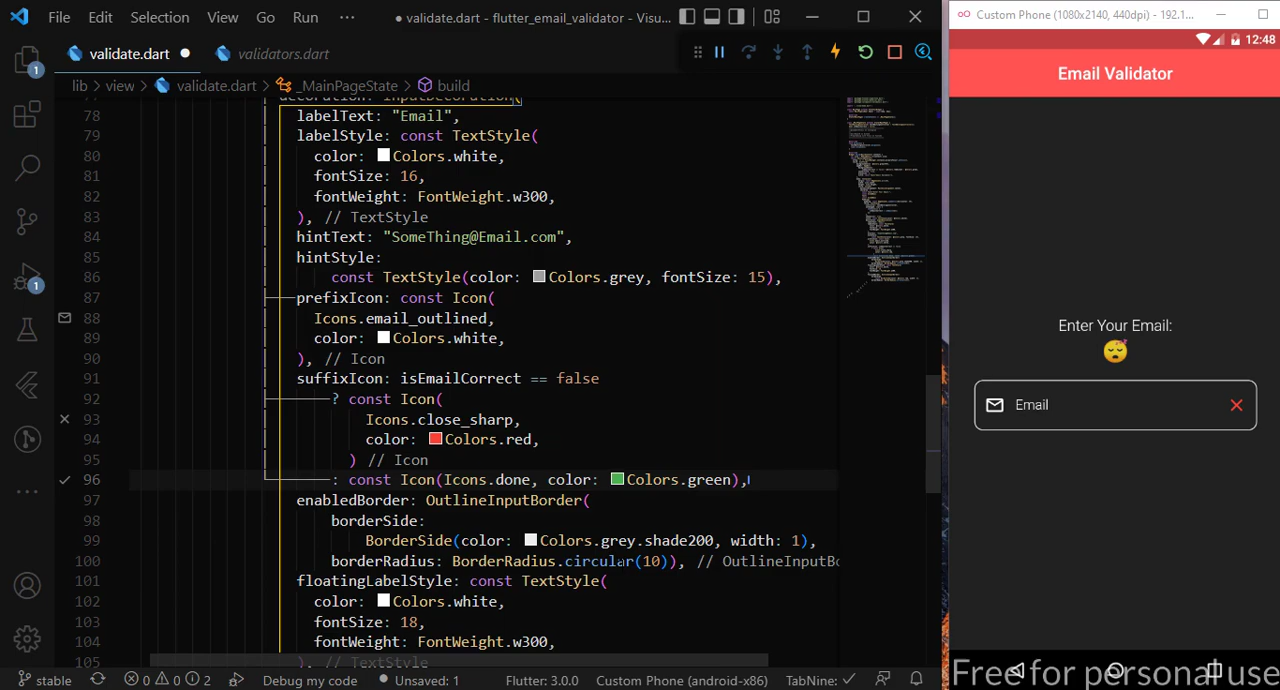 File Edit Selection View Go Run ··· ● validate.dart - flutter_email_validator - Visu...
validate.dart ● validators.dart
lib > view > validate.dart > _MainPageState > build
decoration: InputDecoration(
78 labelText: "Email",
79 labelStyle: const TextStyle(
80 color: Colors.white,
81 fontSize: 16,
82 fontWeight: FontWeight.w300,
83 ), // TextStyle
84 hintText: "SomeThing@Email.com",
85 hintStyle:
86 const TextStyle(color: Colors.grey, fontSize: 15),
87 prefixIcon: const Icon(
88 Icons.email_outlined,
89 color: Colors.white,
90 ), // Icon
91 suffixIcon: isEmailCorrect == false
92 ? const Icon(
93 Icons.close_sharp,
94 color: Colors.red,
95 ) // Icon
96 : const Icon(Icons.done, color: Colors.green),
97 enabledBorder: OutlineInputBorder(
98 borderSide:
99 BorderSide(color: Colors.grey.shade200, width: 1),
100 borderRadius: BorderRadius.circular(10)), // OutlineInputBo
101 floatingLabelStyle: const TextStyle(
102 color: Colors.white,
103 fontSize: 18,
104 fontWeight: FontWeight.w300,
105 ), // TextStyle
1
1
stable 0 0 2 Debug my code Unsaved: 1 Flutter: 3.0.0 Custom Phone (android-x86) TabNine: ✓
Custom Phone (1080x2140, 440dpi) - 192.1...
12:48
Email Validator
Enter Your Email:
😴
Email
Free for personal use